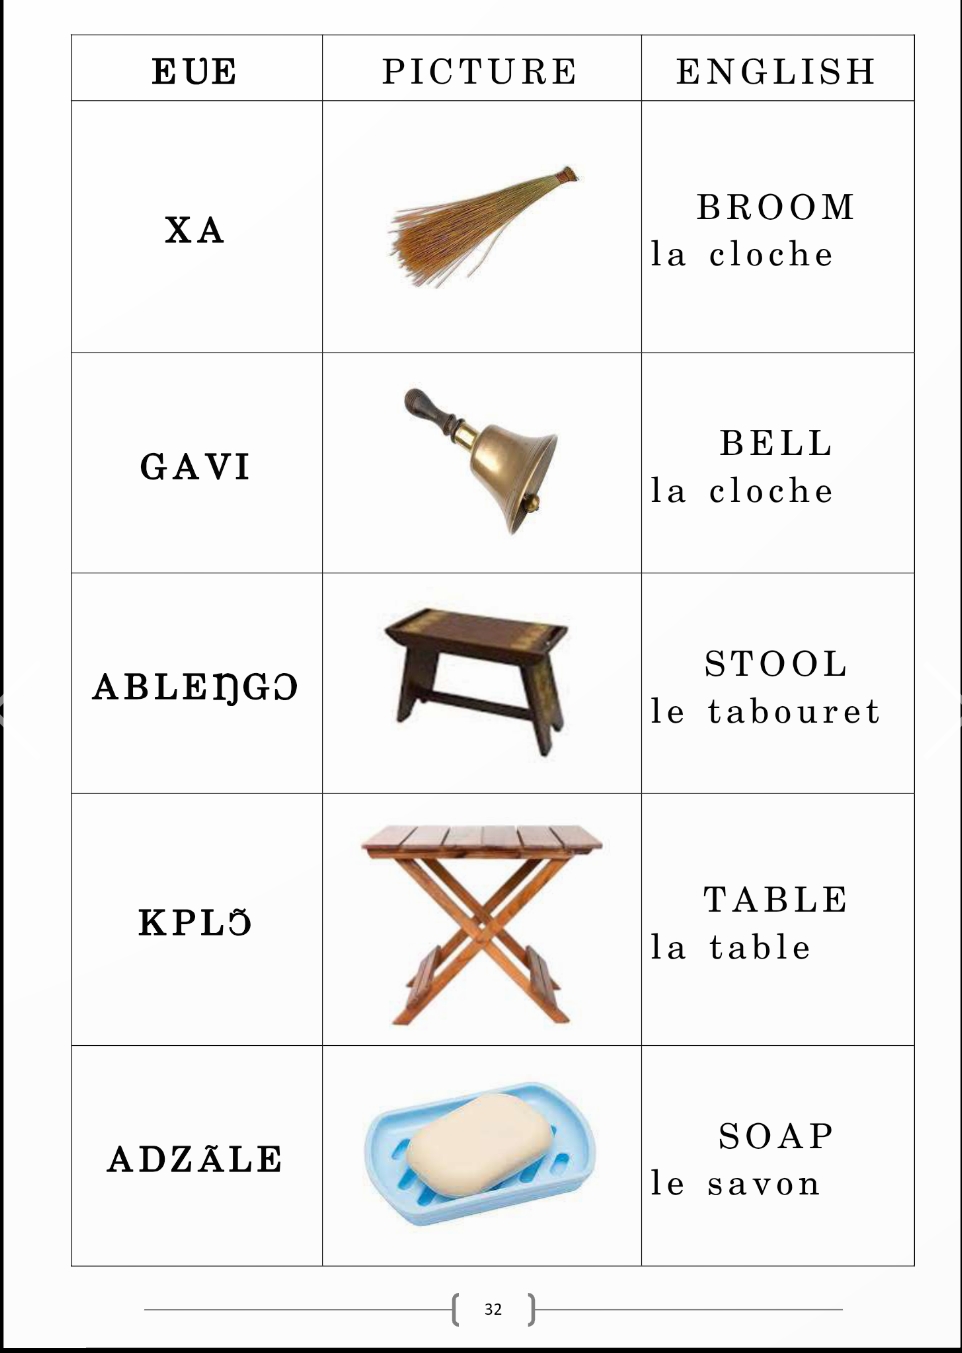 EƲE PICTURE ENGLISH
XA
BROOM
la cloche
GAVI
BELL
la cloche
ABLEŊGƆ
STOOL
le tabouret
KPLƆ̃
TABLE
la table
ADZÃLE
SOAP
le savon
32